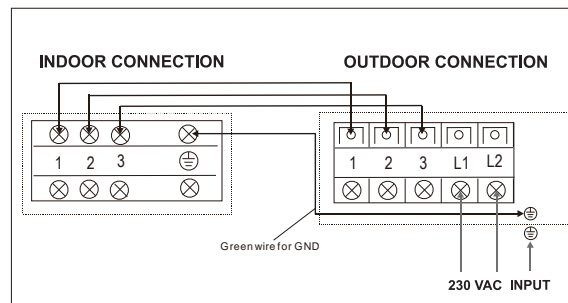 INDOOR CONNECTION
OUTDOOR CONNECTION
1 2 3
1 2 3 L1 L2
Green wire for GND
230 VAC INPUT